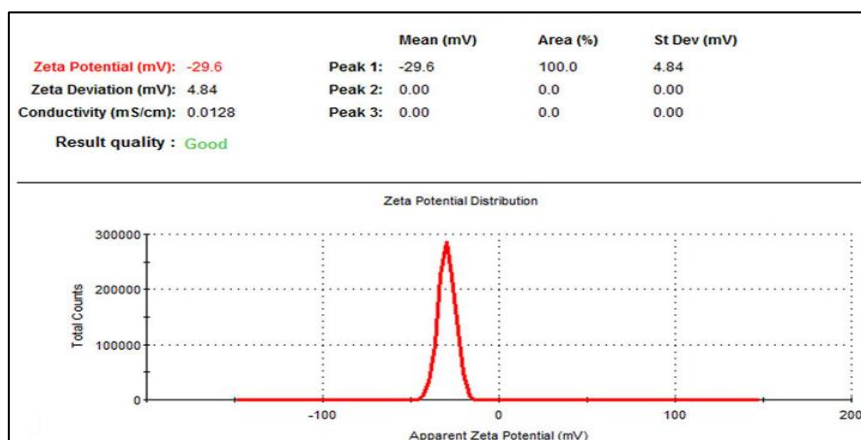 Mean (mV) Area (%) St Dev (mV)
Zeta Potential (mV): -29.6 Peak 1: -29.6 100.0 4.84
Zeta Deviation (mV): 4.84 Peak 2: 0.00 0.0 0.00
Conductivity (mS/cm): 0.0128 Peak 3: 0.00 0.0 0.00
Result quality : Good
Zeta Potential Distribution
Total Counts
300000
200000
100000
0
-100 0 100 200
Apparent Zeta Potential (mV)